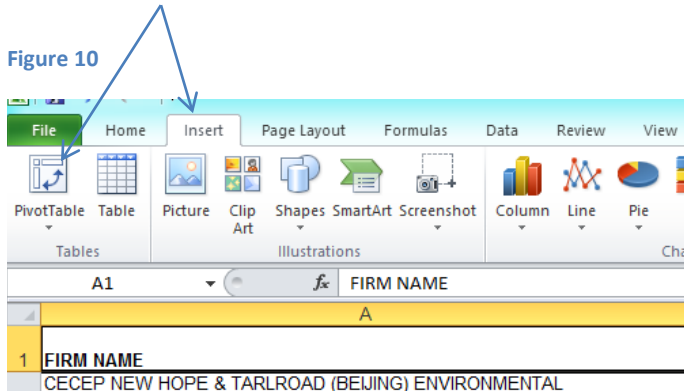 Figure 10
File Home Insert Page Layout Formulas Data Review View
PivotTable Table Picture Clip Art Shapes SmartArt Screenshot Column Line Pie
Tables Illustrations
A1 fx FIRM NAME
A
1 FIRM NAME
CECEP NEW HOPE & TARLROAD (BEIJING) ENVIRONMENTAL